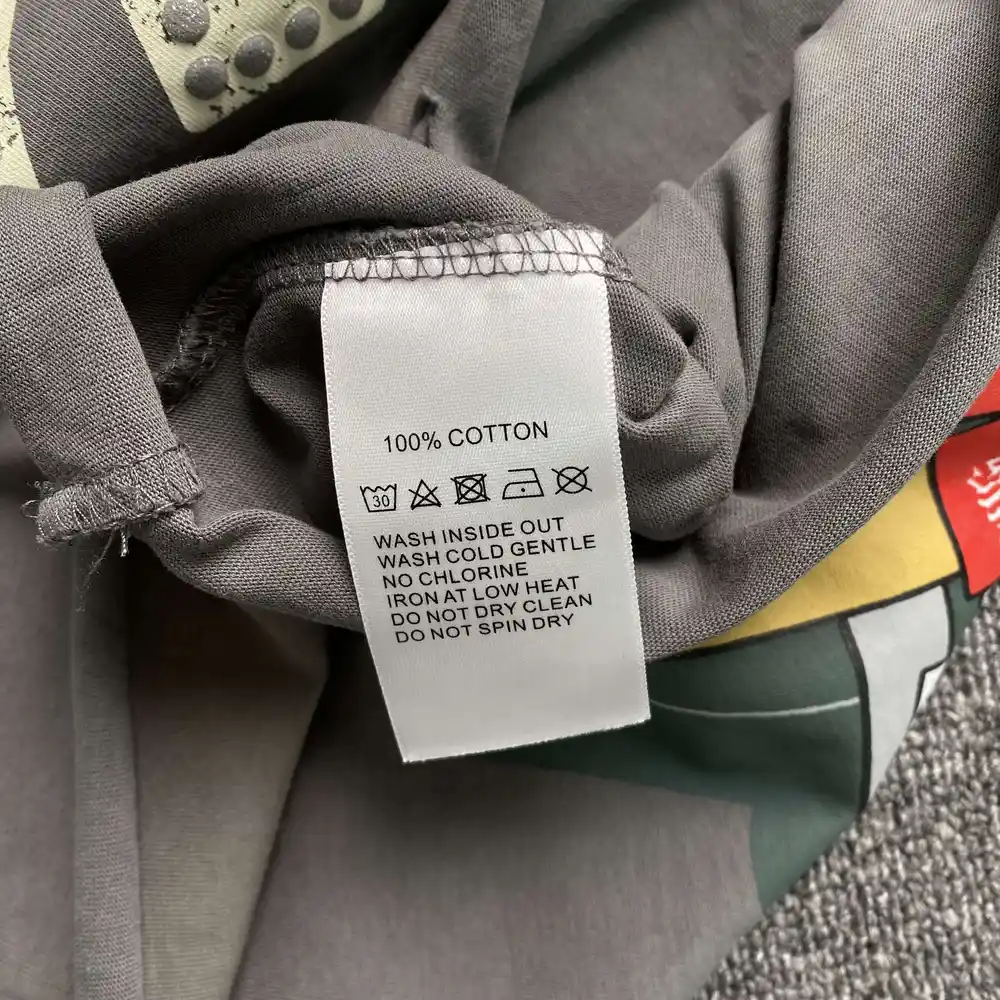 100% COTTON
30
WASH INSIDE OUT
WASH COLD GENTLE
NO CHLORINE
IRON AT LOW HEAT
DO NOT DRY CLEAN
DO NOT SPIN DRY